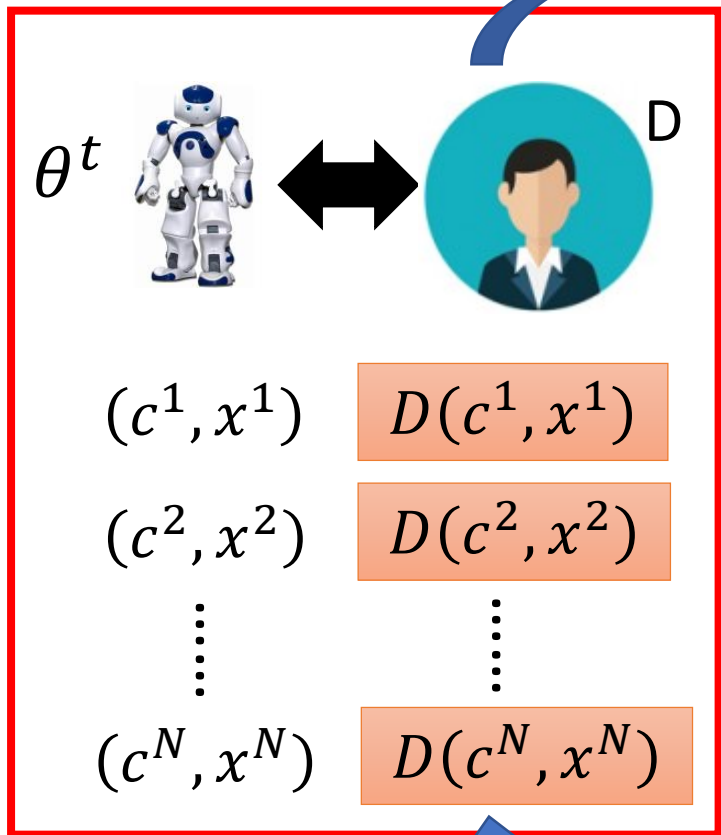 θ^t D
(c^1, x^1) D(c^1, x^1)
(c^2, x^2) D(c^2, x^2)
(c^N, x^N) D(c^N, x^N)